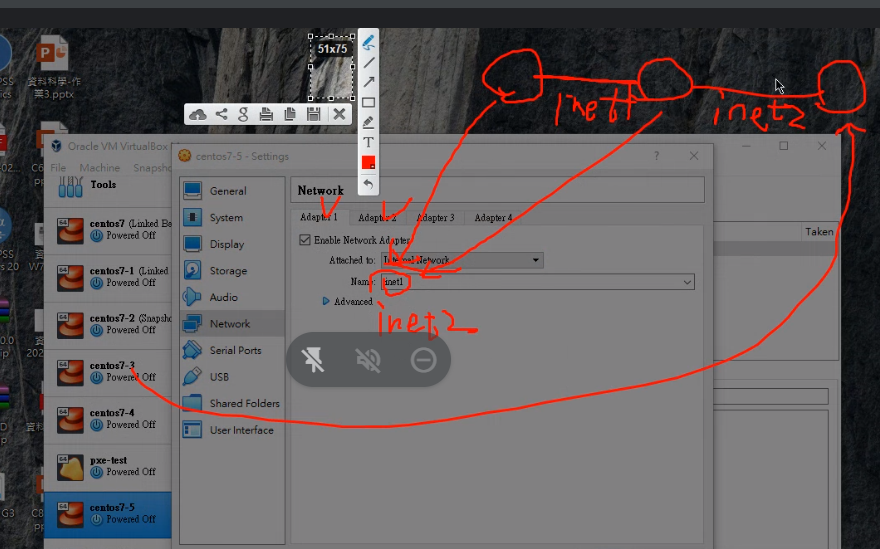 51x75
資料科學-作
業3.pptx
inet1
inet2
Oracle VM VirtualBox
File Machine Snapsho
Tools
centos7 (Linked Ba
Powered Off
centos7-1 (Linked
Powered Off
centos7-2 (Snapsho
Powered Off
centos7-3
Powered Off
centos7-4
Powered Off
pxe-test
Powered Off
centos7-5
Powered Off
centos7-5 - Settings
General
System
Display
Storage
Audio
Network
Serial Ports
USB
Shared Folders
User Interface
Network
Adapter 1 Adapter 2 Adapter 3 Adapter 4
Enable Network Adapter
Attached to: Internal Network
Name: inet1
Advanced
inet2
Taken